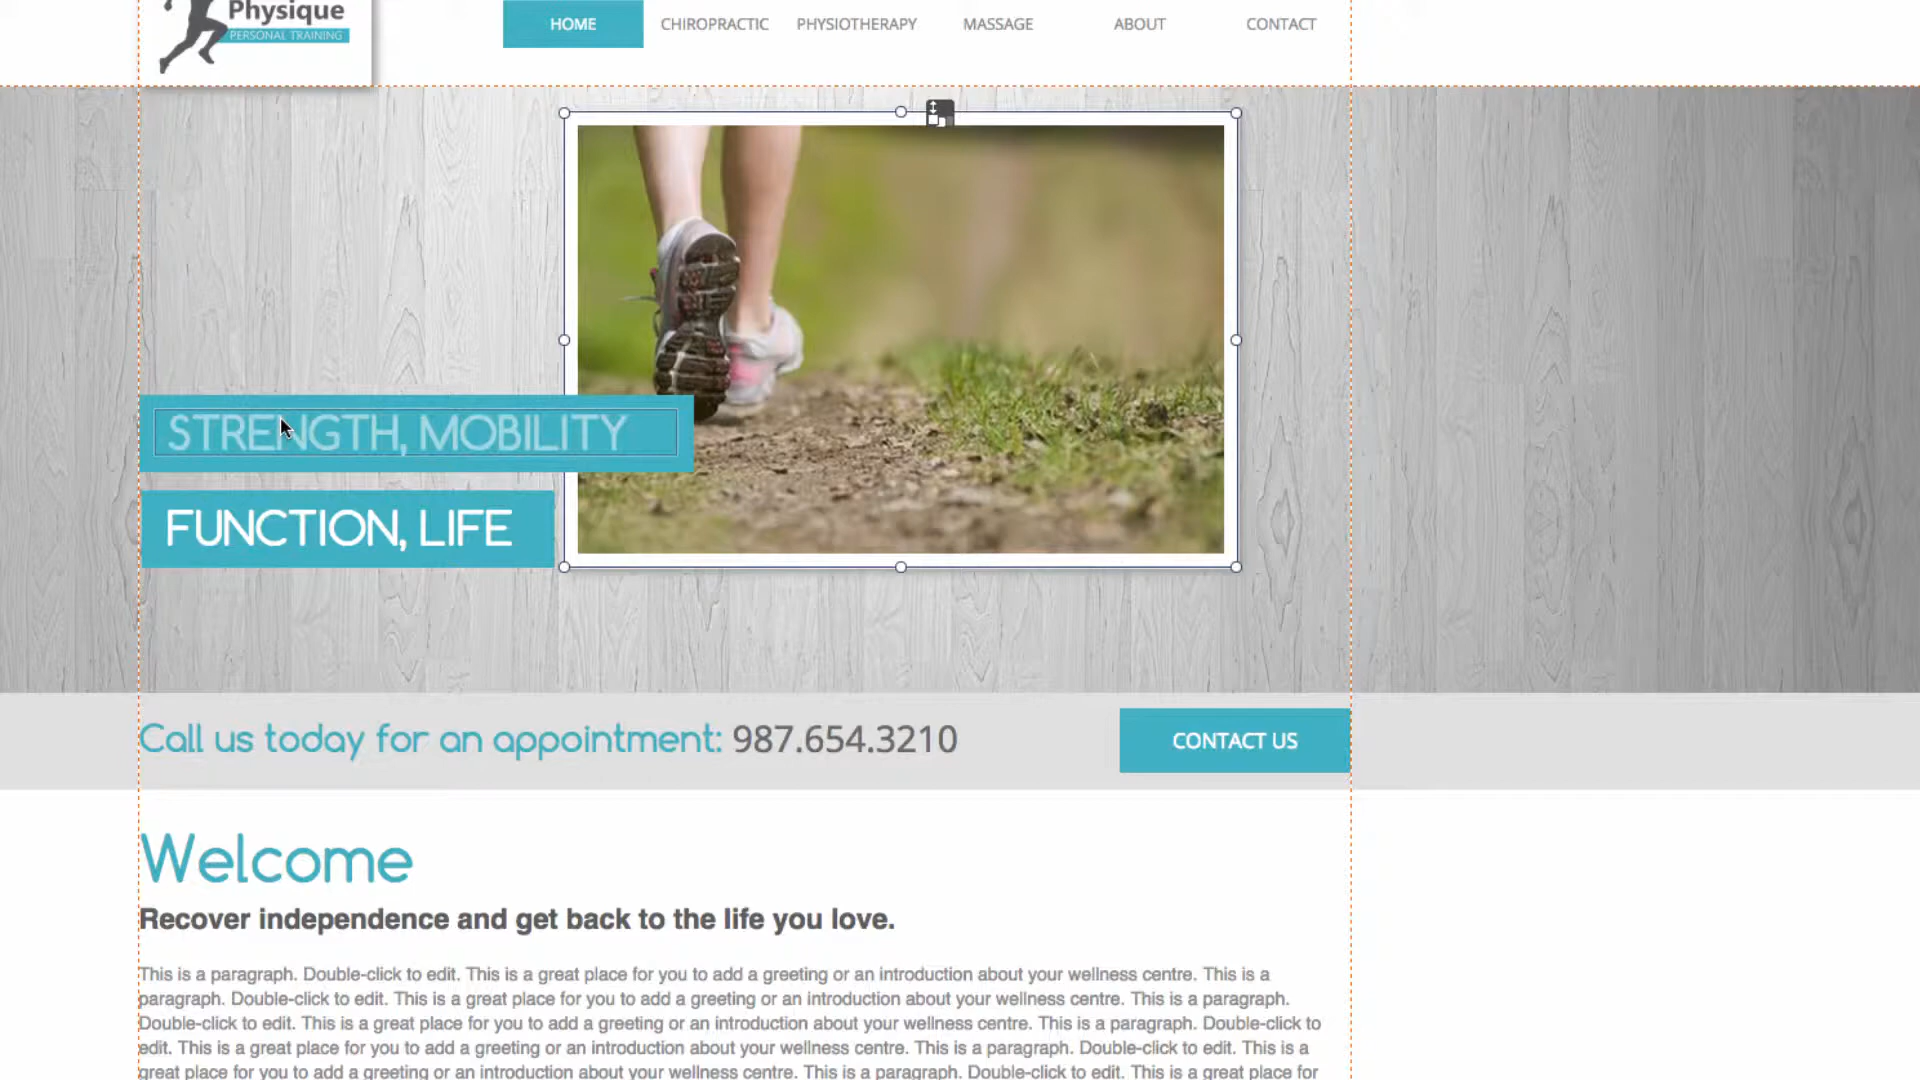 Physique
PERSONAL TRAINING
HOME CHIROPRACTIC PHYSIOTHERAPY MASSAGE ABOUT CONTACT
STRENGTH, MOBILITY
FUNCTION, LIFE
Call us today for an appointment: 987.654.3210
CONTACT US
Welcome
Recover independence and get back to the life you love.
This is a paragraph. Double-click to edit. This is a great place for you to add a greeting or an introduction about your wellness centre. This is a
paragraph. Double-click to edit. This is a great place for you to add a greeting or an introduction about your wellness centre. This is a paragraph.
Double-click to edit. This is a great place for you to add a greeting or an introduction about your wellness centre. This is a paragraph. Double-click to
edit. This is a great place for you to add a greeting or an introduction about your wellness centre. This is a paragraph. Double-click to edit. This is a
great place for you to add a greeting or an introduction about your wellness centre. This is a paragraph. Double-click to edit. This is a great place for